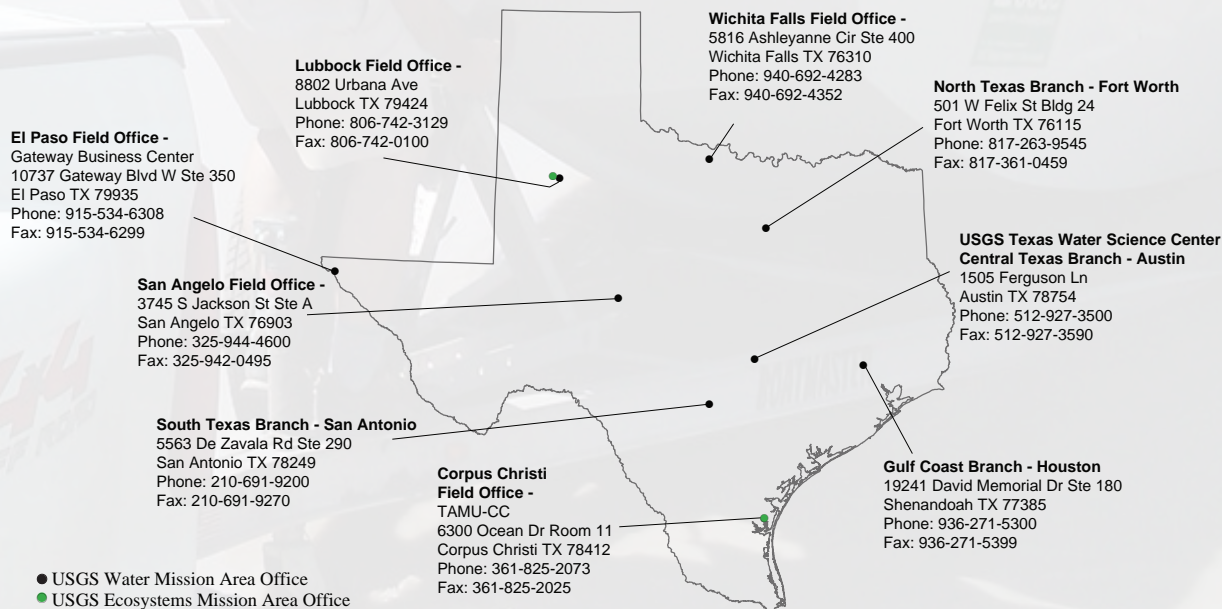 Wichita Falls Field Office -
5816 Ashleyanne Cir Ste 400
Wichita Falls TX 76310
Phone: 940-692-4283
Fax: 940-692-4352
Lubbock Field Office -
8802 Urbana Ave
Lubbock TX 79424
Phone: 806-742-3129
Fax: 806-742-0100
North Texas Branch - Fort Worth
501 W Felix St Bldg 24
Fort Worth TX 76115
Phone: 817-263-9545
Fax: 817-361-0459
El Paso Field Office -
Gateway Business Center
10737 Gateway Blvd W Ste 350
El Paso TX 79935
Phone: 915-534-6308
Fax: 915-534-6299
USGS Texas Water Science Center
Central Texas Branch - Austin
1505 Ferguson Ln
Austin TX 78754
Phone: 512-927-3500
Fax: 512-927-3590
San Angelo Field Office -
3745 S Jackson St Ste A
San Angelo TX 76903
Phone: 325-944-4600
Fax: 325-942-0495
South Texas Branch - San Antonio
5563 De Zavala Rd Ste 290
San Antonio TX 78249
Phone: 210-691-9200
Fax: 210-691-9270
Corpus Christi
Field Office -
TAMU-CC
6300 Ocean Dr Room 11
Corpus Christi TX 78412
Phone: 361-825-2073
Fax: 361-825-2025
Gulf Coast Branch - Houston
19241 David Memorial Dr Ste 180
Shenandoah TX 77385
Phone: 936-271-5300
Fax: 936-271-5399
USGS Water Mission Area Office
USGS Ecosystems Mission Area Office